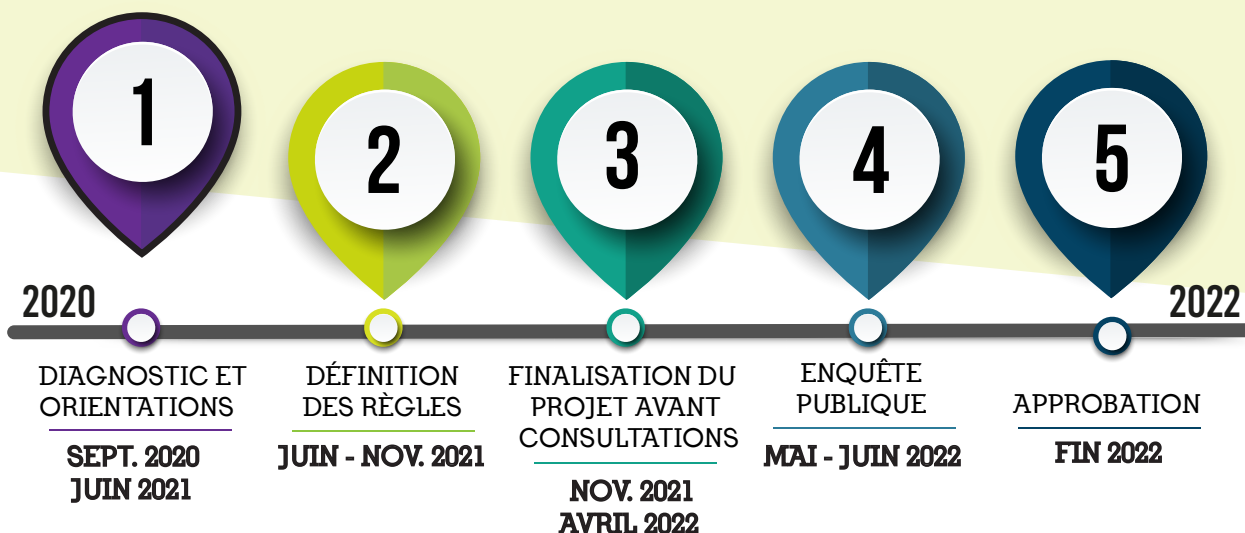 1
2
3
4
5
2020
2022
DIAGNOSTIC ET
ORIENTATIONS
SEPT. 2020
JUIN 2021
DÉFINITION
DES RÈGLES
JUIN - NOV. 2021
FINALISATION DU
PROJET AVANT
CONSULTATIONS
NOV. 2021
AVRIL 2022
ENQUÊTE
PUBLIQUE
MAI - JUIN 2022
APPROBATION
FIN 2022